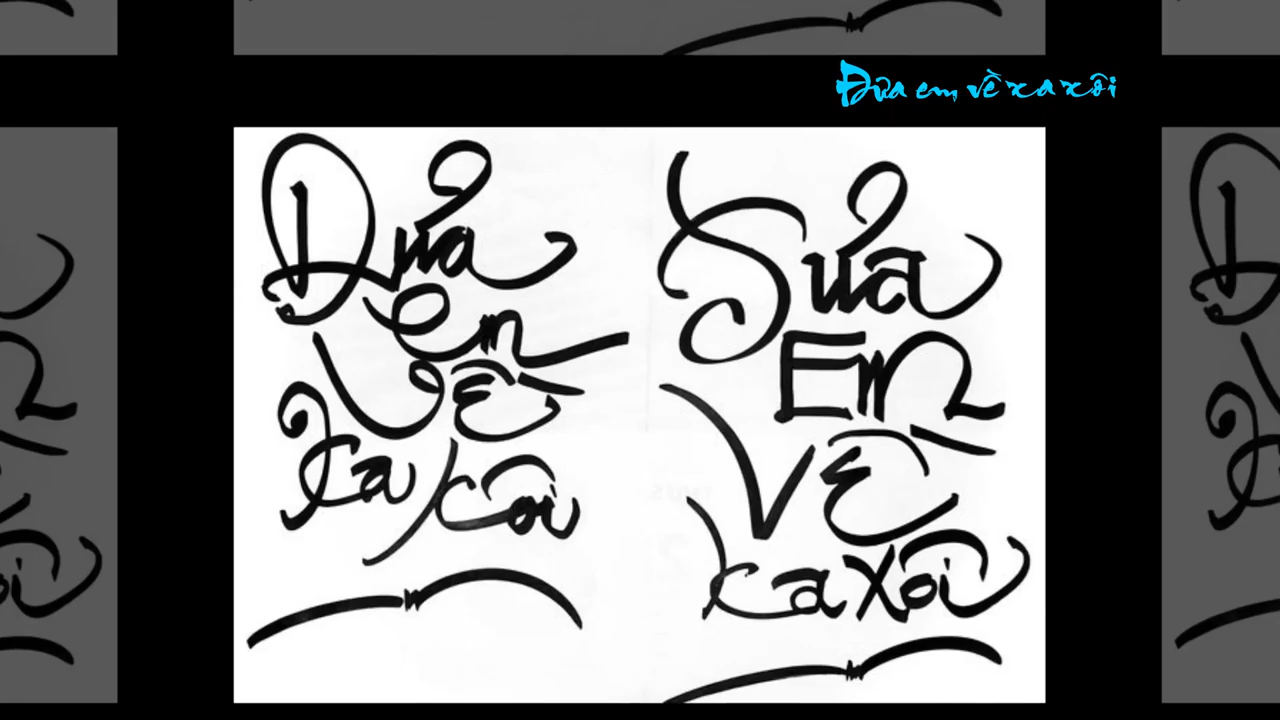 Đưa em về xa xôi
Đưa
em
Về
Xa Xôi
Đưa
Em
Về
Xa Xôi